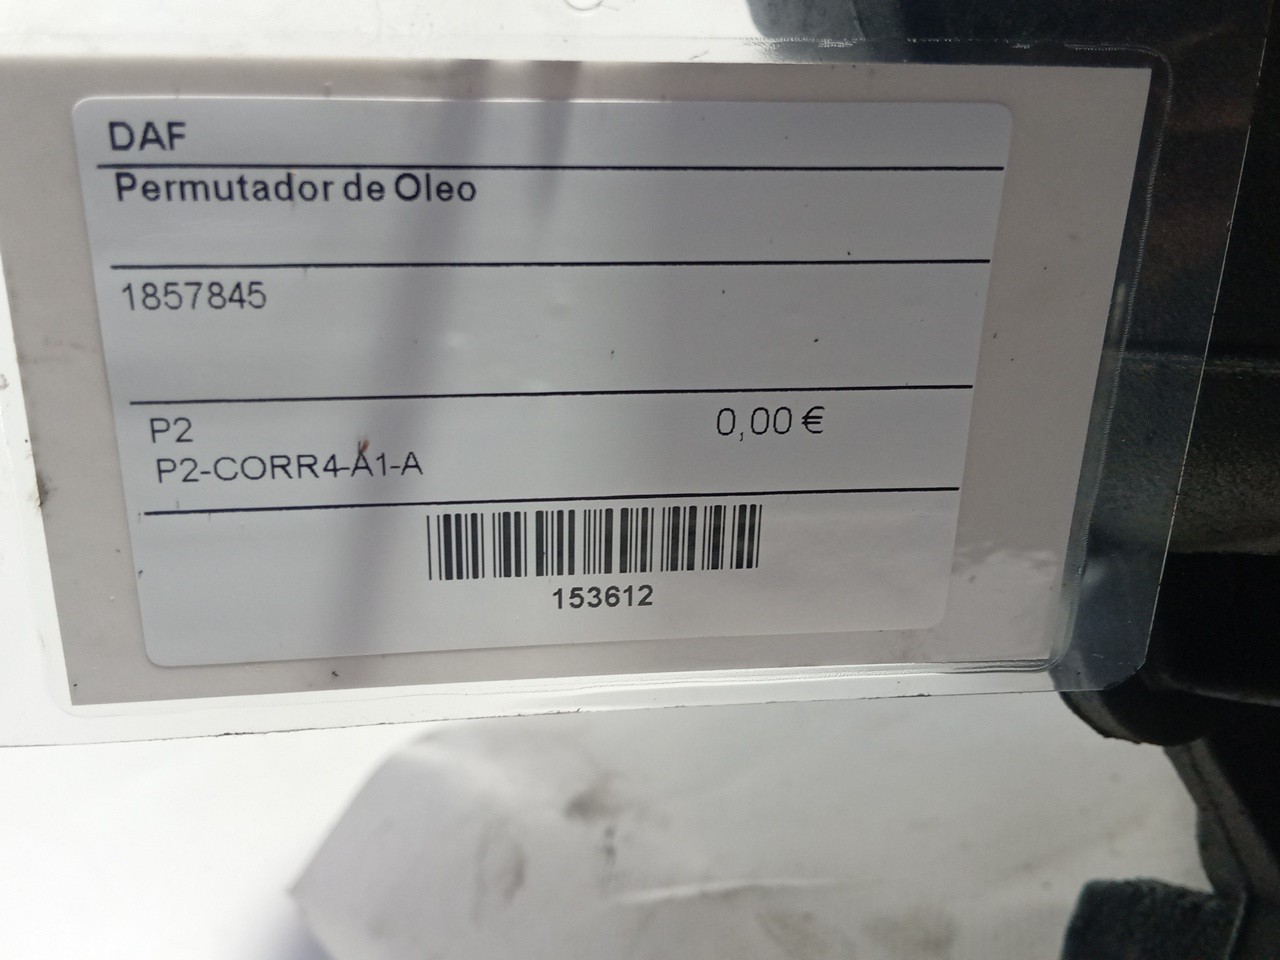 DAF
Permutador de Oleo
1857845
P2 0,00 €
P2-CORR4-A1-A
153612